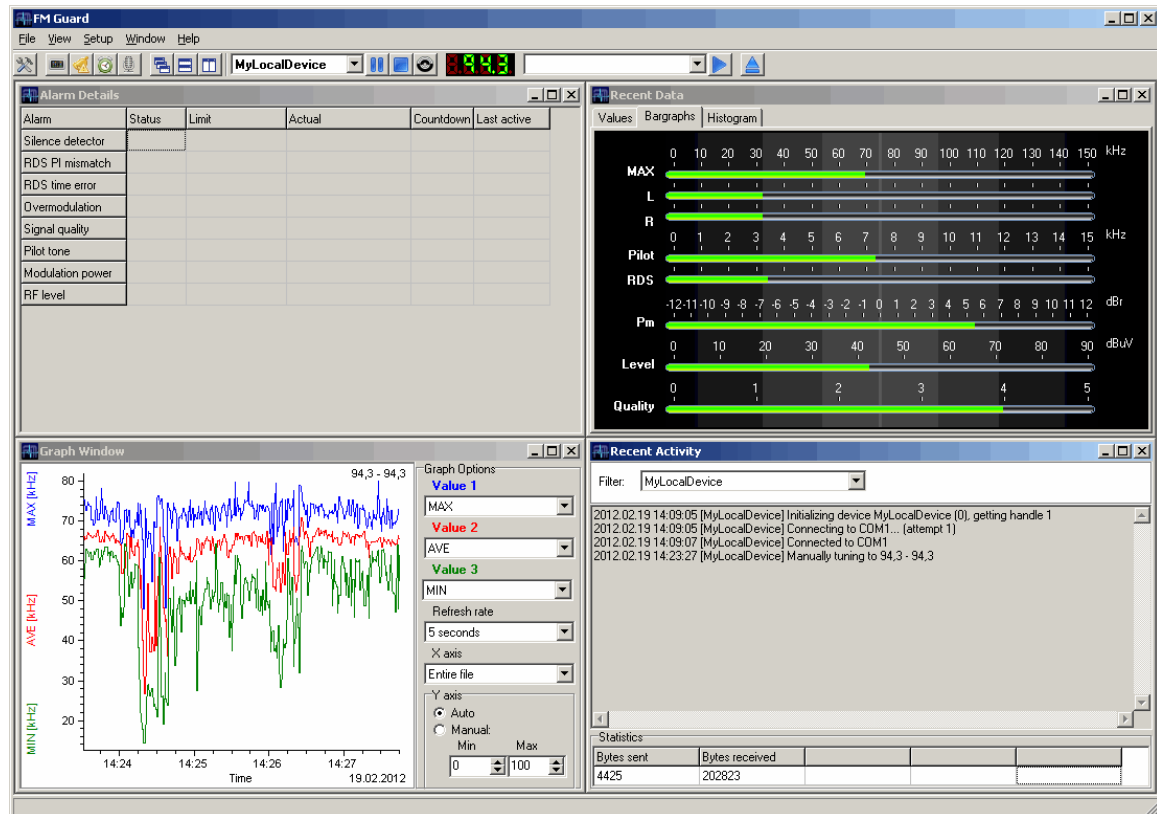 FM Guard
File View Setup Window Help
MyLocalDevice 94.3
Alarm Details
Alarm Status Limit Actual Countdown Last active
Silence detector
RDS PI mismatch
RDS time error
Overmodulation
Signal quality
Pilot tone
Modulation power
RF level
Recent Data
Values Bargraphs Histogram
0 10 20 30 40 50 60 70 80 90 100 110 120 130 140 150 kHz
MAX
L
R
0 1 2 3 4 5 6 7 8 9 10 11 12 13 14 15 kHz
Pilot
RDS
-12 -11 -10 -9 -8 -7 -6 -5 -4 -3 -2 -1 0 1 2 3 4 5 6 7 8 9 10 11 12 dBr
Pm
0 10 20 30 40 50 60 70 80 90 dBuV
Level
0 1 2 3 4 5
Quality
Graph Window
94,3 - 94,3
MAX [kHz]
AVE [kHz]
MIN [kHz]
80
70
60
50
40
30
20
14:24 14:25 14:26 14:27
Time 19.02.2012
Graph Options
Value 1
MAX
Value 2
AVE
Value 3
MIN
Refresh rate
5 seconds
X axis
Entire file
Y axis
Auto
Manual:
Min Max
0 100
Recent Activity
Filter: MyLocalDevice
2012.02.19 14:09:05 [MyLocalDevice] Initializing device MyLocalDevice (0), getting handle 1
2012.02.19 14:09:05 [MyLocalDevice] Connecting to COM1... (attempt 1)
2012.02.19 14:09:07 [MyLocalDevice] Connected to COM1
2012.02.19 14:23:27 [MyLocalDevice] Manually tuning to 94,3 - 94,3
Statistics
Bytes sent Bytes received
4425 202823